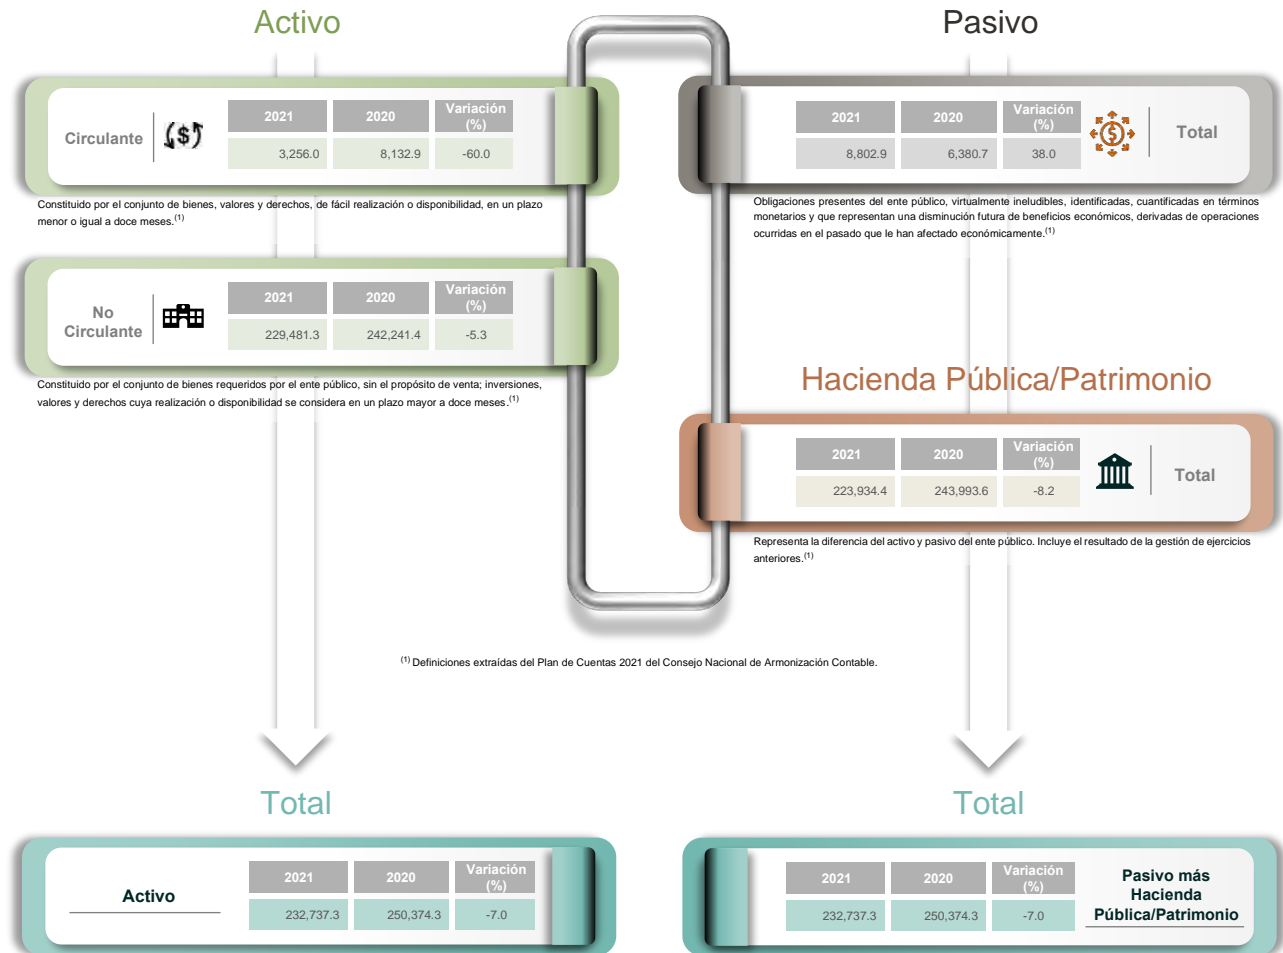 Activo
Circulante
2021 2020 Variación (%)
3,256.0 8,132.9 -60.0
Constituido por el conjunto de bienes, valores y derechos, de fácil realización o disponibilidad, en un plazo
menor o igual a doce meses.(1)
No
Circulante
2021 2020 Variación (%)
229,481.3 242,241.4 -5.3
Constituido por el conjunto de bienes requeridos por el ente público, sin el propósito de venta; inversiones,
valores y derechos cuya realización o disponibilidad se considera en un plazo mayor a doce meses.(1)
Pasivo
2021 2020 Variación (%)
8,802.9 6,380.7 38.0
Total
Obligaciones presentes del ente público, virtualmente ineludibles, identificadas, cuantificadas en términos
monetarios y que representan una disminución futura de beneficios económicos, derivadas de operaciones
ocurridas en el pasado que le han afectado económicamente.(1)
Hacienda Pública/Patrimonio
2021 2020 Variación (%)
223,934.4 243,993.6 -8.2
Total
Representa la diferencia del activo y pasivo del ente público. Incluye el resultado de la gestión de ejercicios
anteriores.(1)
(1) Definiciones extraídas del Plan de Cuentas 2021 del Consejo Nacional de Armonización Contable.
Total
Activo
2021 2020 Variación (%)
232,737.3 250,374.3 -7.0
Total
2021 2020 Variación (%)
232,737.3 250,374.3 -7.0
Pasivo más
Hacienda
Pública/Patrimonio